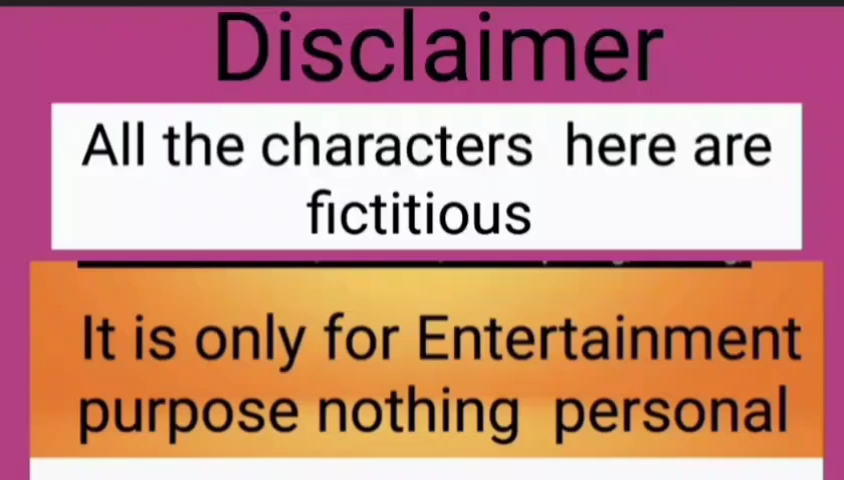 Disclaimer
All the characters here are
fictitious
It is only for Entertainment
purpose nothing personal